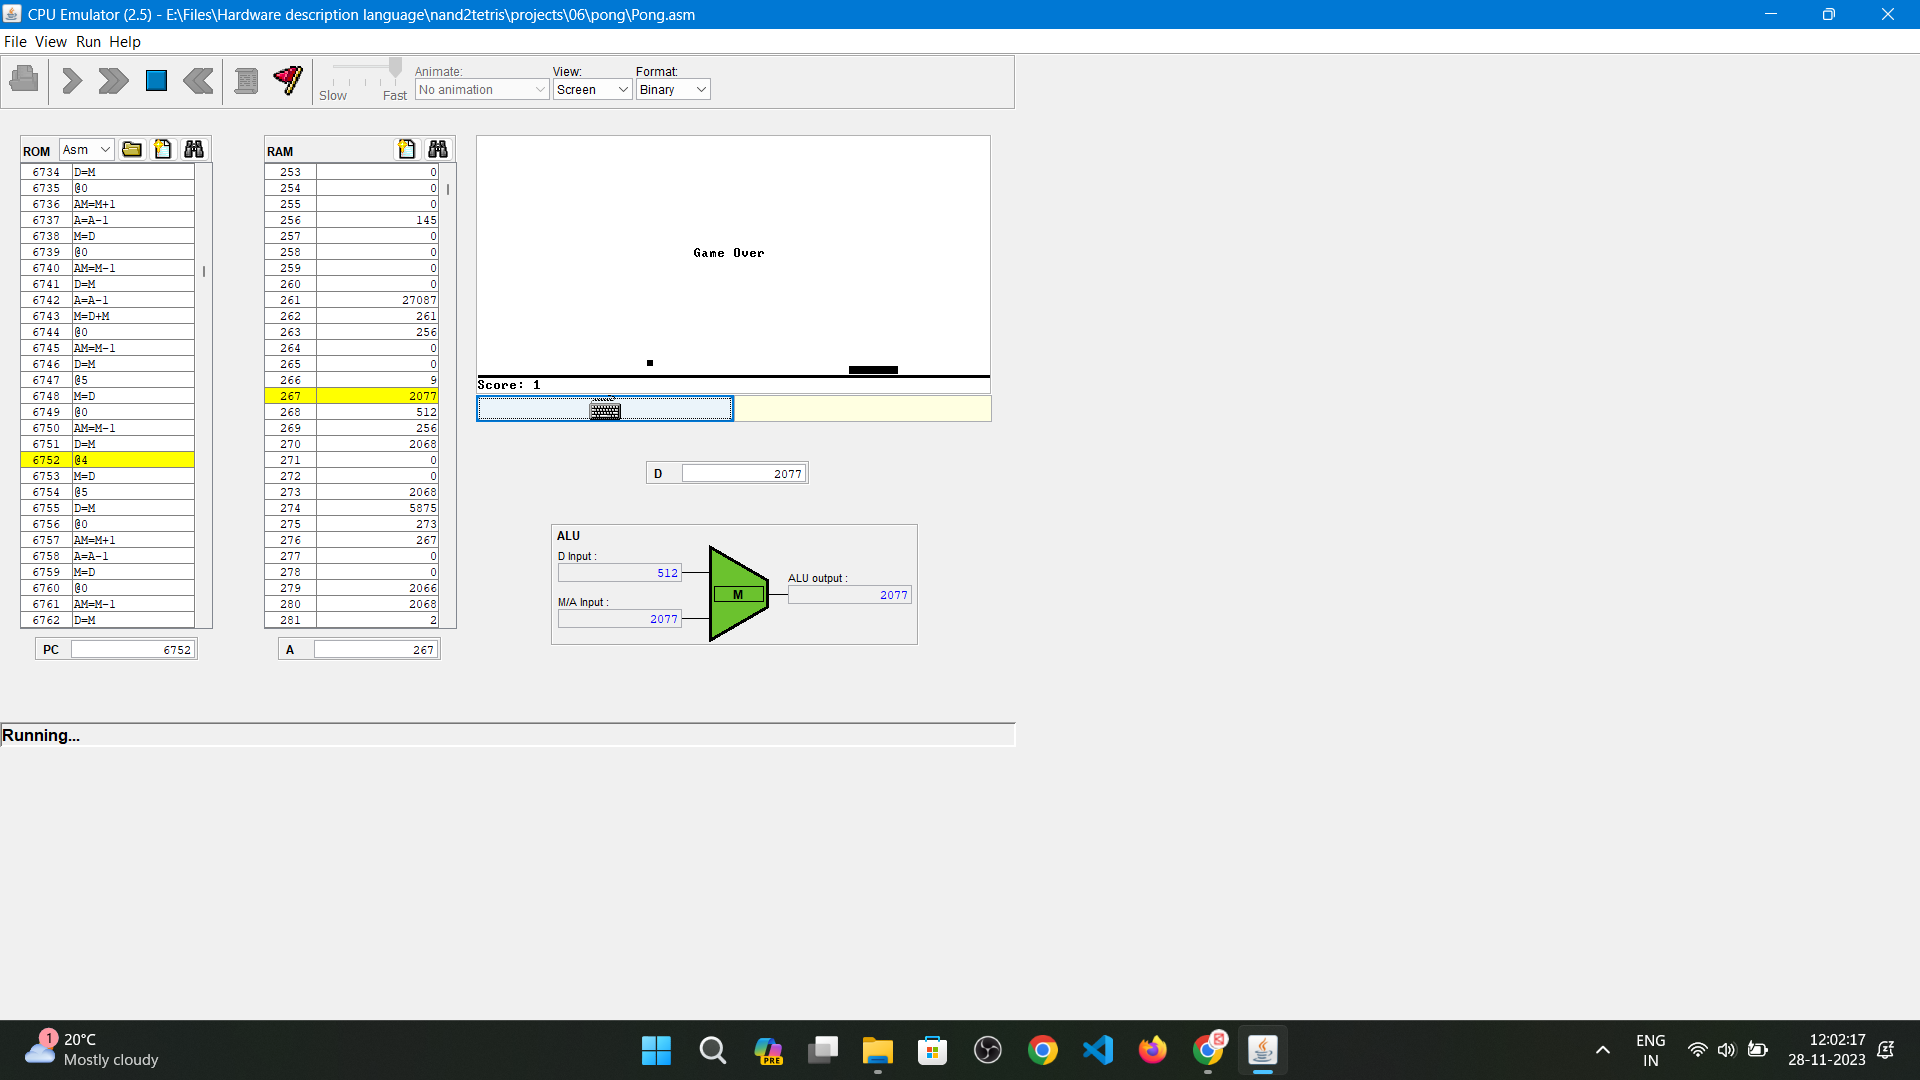 CPU Emulator (2.5) - E:\Files\Hardware description language\nand2tetris\projects\06\pong\Pong.asm
File View Run Help
Slow Fast
Animate:
No animation
View:
Screen
Format:
Binary
ROM Asm
6734 D=M
6735 @0
6736 AM=M+1
6737 A=A-1
6738 M=D
6739 @0
6740 AM=M-1
6741 D=M
6742 A=A-1
6743 M=D+M
6744 @0
6745 AM=M-1
6746 D=M
6747 @5
6748 M=D
6749 @0
6750 AM=M-1
6751 D=M
6752 @4
6753 M=D
6754 @5
6755 D=M
6756 @0
6757 AM=M+1
6758 A=A-1
6759 M=D
6760 @0
6761 AM=M-1
6762 D=M
PC 6752
RAM
253 0
254 0
255 0
256 145
257 0
258 0
259 0
260 0
261 27087
262 261
263 256
264 0
265 0
266 9
267 2077
268 512
269 256
270 2068
271 0
272 0
273 2068
274 5875
275 273
276 267
277 0
278 0
279 2066
280 2068
281 2
A 267
Game Over
Score: 1
D 2077
ALU
D Input :
512
M/A Input :
2077
M
ALU output :
2077
Running...
1
20°C
Mostly cloudy
PRE
ENG
IN
12:02:17
28-11-2023